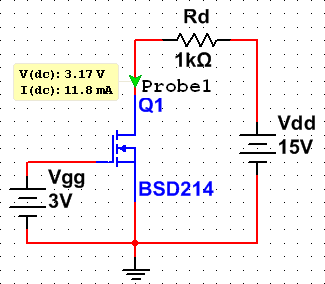 Rd
1kΩ
V(dc): 3.17 V
I(dc): 11.8 mA
Probe1
Q1
Vdd
15V
Vgg
3V
BSD214